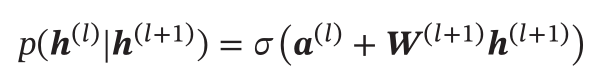 p(h^{(l)}|h^{(l+1)}) = σ(a^{(l)} + W^{(l+1)}h^{(l+1)})